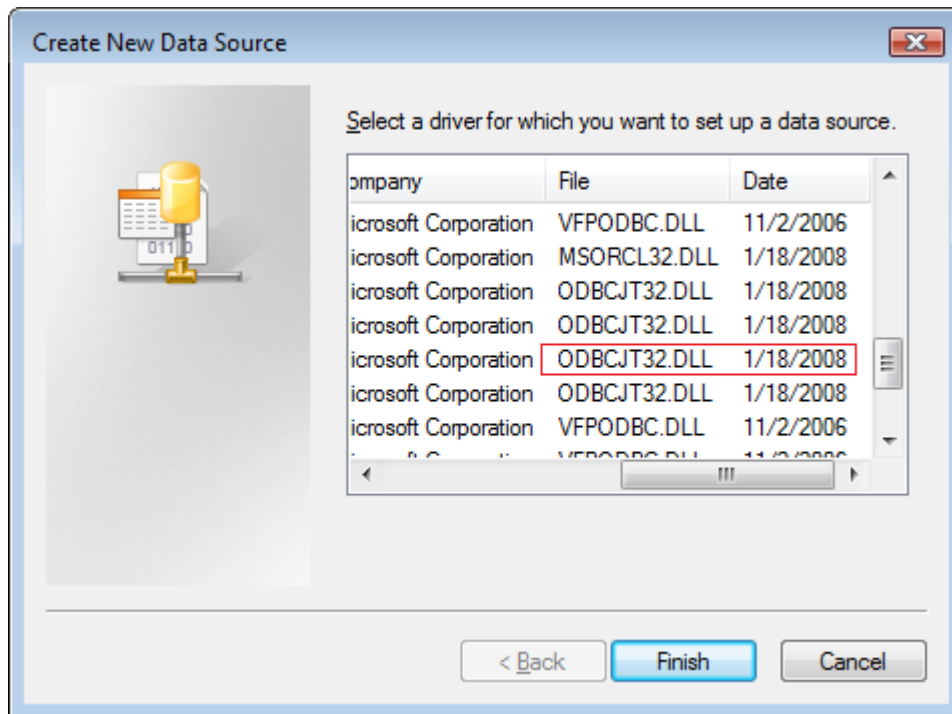 Create New Data Source
Select a driver for which you want to set up a data source.
ompany File Date
icrosoft Corporation VFPODBC.DLL 11/2/2006
icrosoft Corporation MSORCL32.DLL 1/18/2008
icrosoft Corporation ODBCJT32.DLL 1/18/2008
icrosoft Corporation ODBCJT32.DLL 1/18/2008
icrosoft Corporation ODBCJT32.DLL 1/18/2008
icrosoft Corporation ODBCJT32.DLL 1/18/2008
icrosoft Corporation VFPODBC.DLL 11/2/2006
< Back Finish Cancel